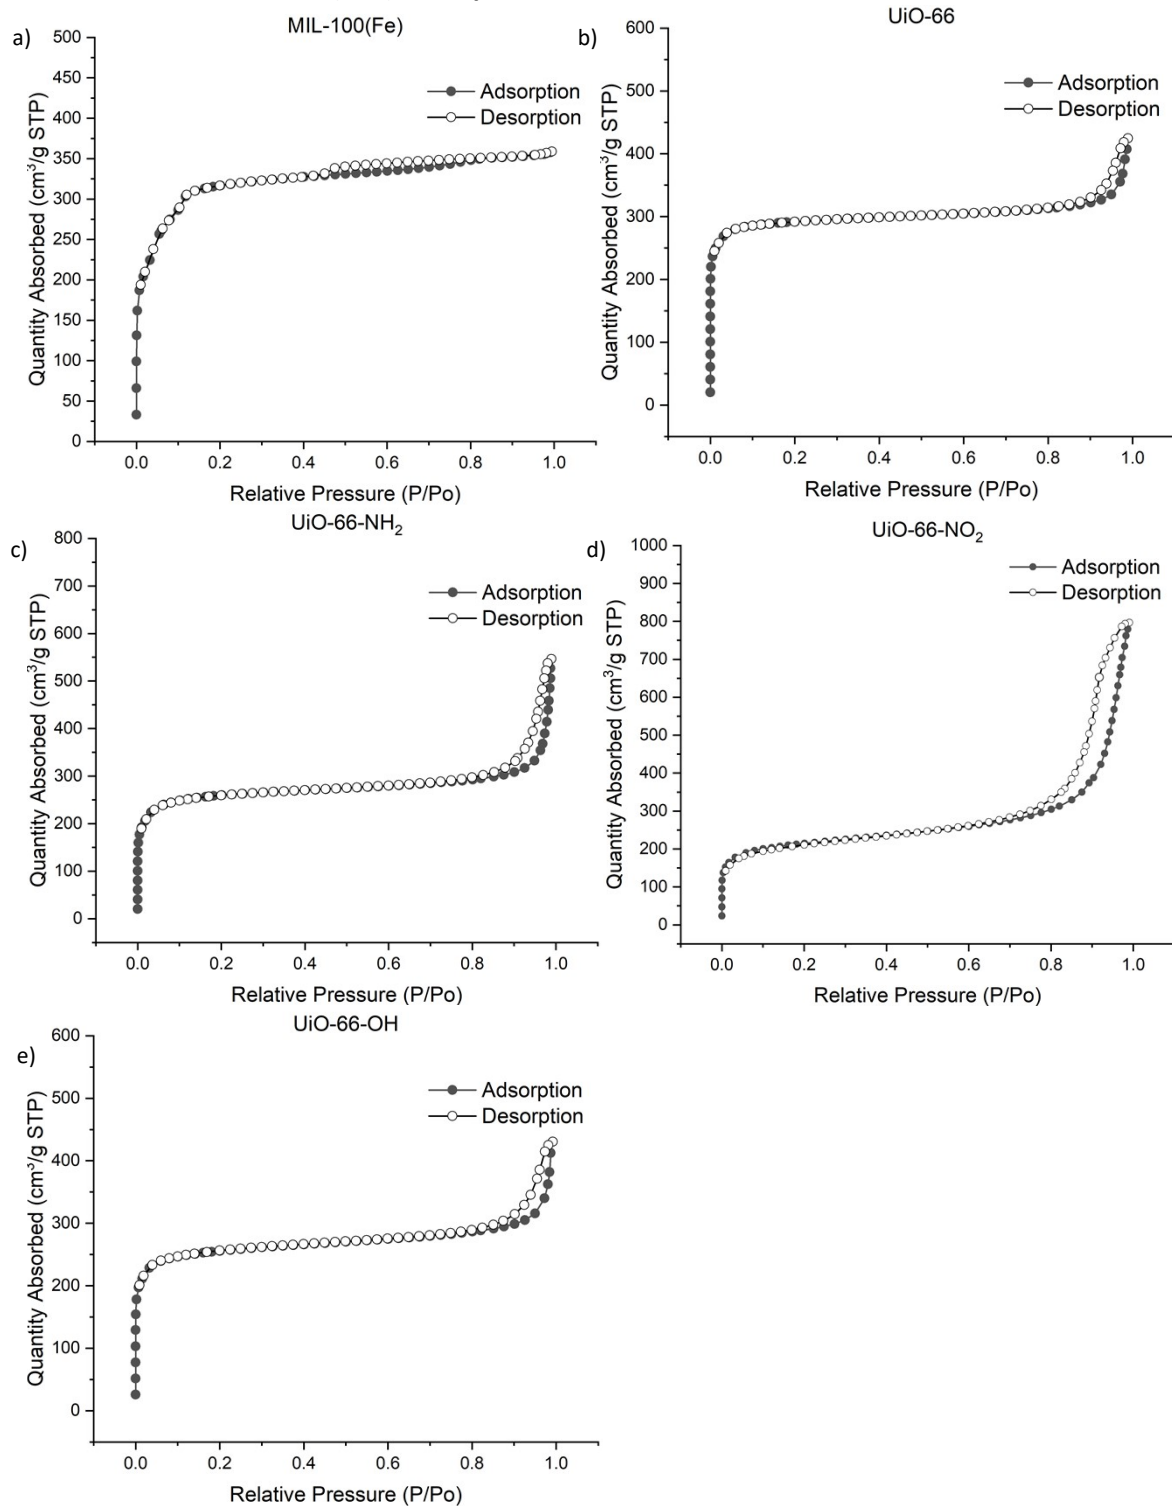 a)
MIL-100(Fe)
Adsorption
Desorption
Quantity Absorbed (cm³/g STP)
500
450
400
350
300
250
200
150
100
50
0
0.0 0.2 0.4 0.6 0.8 1.0
Relative Pressure (P/Po)
b)
UiO-66
Adsorption
Desorption
Quantity Absorbed (cm³/g STP)
600
500
400
300
200
100
0
0.0 0.2 0.4 0.6 0.8 1.0
Relative Pressure (P/Po)
c)
UiO-66-NH₂
Adsorption
Desorption
Quantity Absorbed (cm³/g STP)
800
700
600
500
400
300
200
100
0
0.0 0.2 0.4 0.6 0.8 1.0
Relative Pressure (P/Po)
d)
UiO-66-NO₂
Adsorption
Desorption
Quantity Absorbed (cm³/g STP)
1000
900
800
700
600
500
400
300
200
100
0
0.0 0.2 0.4 0.6 0.8 1.0
Relative Pressure (P/Po)
e)
UiO-66-OH
Adsorption
Desorption
Quantity Absorbed (cm³/g STP)
600
500
400
300
200
100
0
0.0 0.2 0.4 0.6 0.8 1.0
Relative Pressure (P/Po)